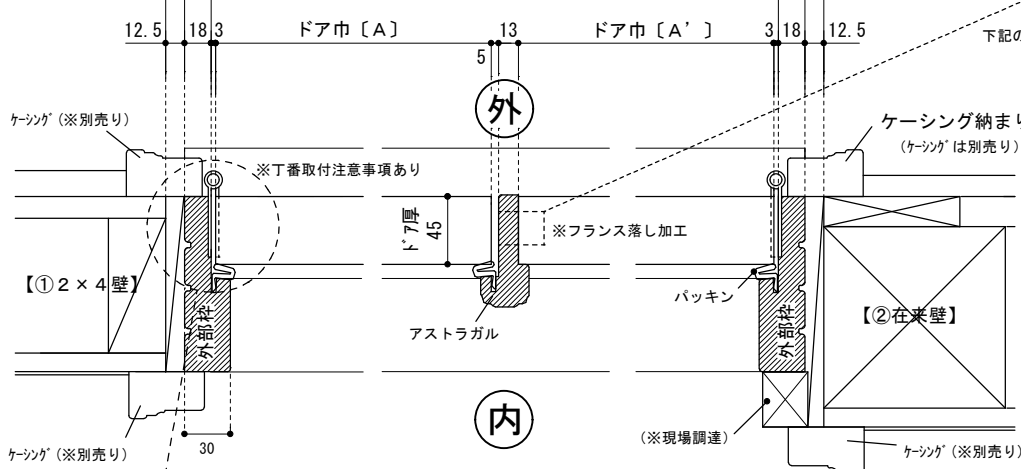 12.5 18 3 ドア巾〔A〕 13 ドア巾〔A'〕 3 18 12.5
5
下記の
外
ｹｰｼﾝｸﾞ(※別売り)
ケーシング納まり
(ｹｰｼﾝｸﾞは別売り)
※丁番取付注意事項あり
ﾄﾞｱ厚
45
※フランス落し加工
【①2×4壁】
パッキン
【②在来壁】
外部枠
アストラガル
外部枠
内
(※現場調達)
30
ｹｰｼﾝｸﾞ(※別売り)
ｹｰｼﾝｸﾞ(※別売り)